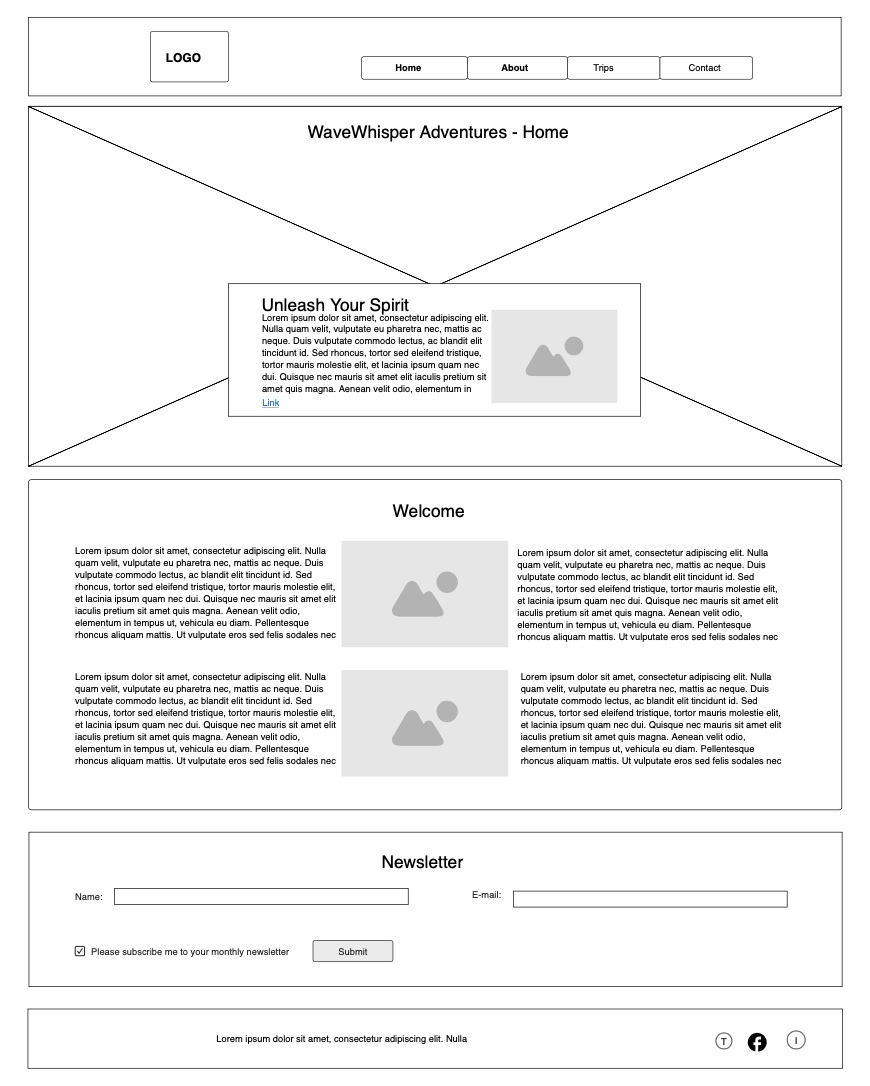 LOGO
Home About Trips Contact
WaveWhisper Adventures - Home
Unleash Your Spirit
Lorem ipsum dolor sit amet, consectetur adipiscing elit.
Nulla quam velit, vulputate eu pharetra nec, mattis ac
neque. Duis vulputate commodo lectus, ac blandit elit
tincidunt id. Sed rhoncus, tortor sed eleifend tristique,
tortor mauris molestie elit, et lacinia ipsum quam nec
dui. Quisque nec mauris sit amet elit iaculis pretium sit
amet quis magna. Aenean velit odio, elementum in
Link
Welcome
Lorem ipsum dolor sit amet, consectetur adipiscing elit. Nulla
quam velit, vulputate eu pharetra nec, mattis ac neque. Duis
vulputate commodo lectus, ac blandit elit tincidunt id. Sed
rhoncus, tortor sed eleifend tristique, tortor mauris molestie elit,
et lacinia ipsum quam nec dui. Quisque nec mauris sit amet elit
iaculis pretium sit amet quis magna. Aenean velit odio,
elementum in tempus ut, vehicula eu diam. Pellentesque
rhoncus aliquam mattis. Ut vulputate eros sed felis sodales nec
Lorem ipsum dolor sit amet, consectetur adipiscing elit. Nulla
quam velit, vulputate eu pharetra nec, mattis ac neque. Duis
vulputate commodo lectus, ac blandit elit tincidunt id. Sed
rhoncus, tortor sed eleifend tristique, tortor mauris molestie elit,
et lacinia ipsum quam nec dui. Quisque nec mauris sit amet elit
iaculis pretium sit amet quis magna. Aenean velit odio,
elementum in tempus ut, vehicula eu diam. Pellentesque
rhoncus aliquam mattis. Ut vulputate eros sed felis sodales nec
Lorem ipsum dolor sit amet, consectetur adipiscing elit. Nulla
quam velit, vulputate eu pharetra nec, mattis ac neque. Duis
vulputate commodo lectus, ac blandit elit tincidunt id. Sed
rhoncus, tortor sed eleifend tristique, tortor mauris molestie elit,
et lacinia ipsum quam nec dui. Quisque nec mauris sit amet elit
iaculis pretium sit amet quis magna. Aenean velit odio,
elementum in tempus ut, vehicula eu diam. Pellentesque
rhoncus aliquam mattis. Ut vulputate eros sed felis sodales nec
Lorem ipsum dolor sit amet, consectetur adipiscing elit. Nulla
quam velit, vulputate eu pharetra nec, mattis ac neque. Duis
vulputate commodo lectus, ac blandit elit tincidunt id. Sed
rhoncus, tortor sed eleifend tristique, tortor mauris molestie elit,
et lacinia ipsum quam nec dui. Quisque nec mauris sit amet elit
iaculis pretium sit amet quis magna. Aenean velit odio,
elementum in tempus ut, vehicula eu diam. Pellentesque
rhoncus aliquam mattis. Ut vulputate eros sed felis sodales nec
Newsletter
Name: E-mail:
Please subscribe me to your monthly newsletter Submit
Lorem ipsum dolor sit amet, consectetur adipiscing elit. Nulla T f I